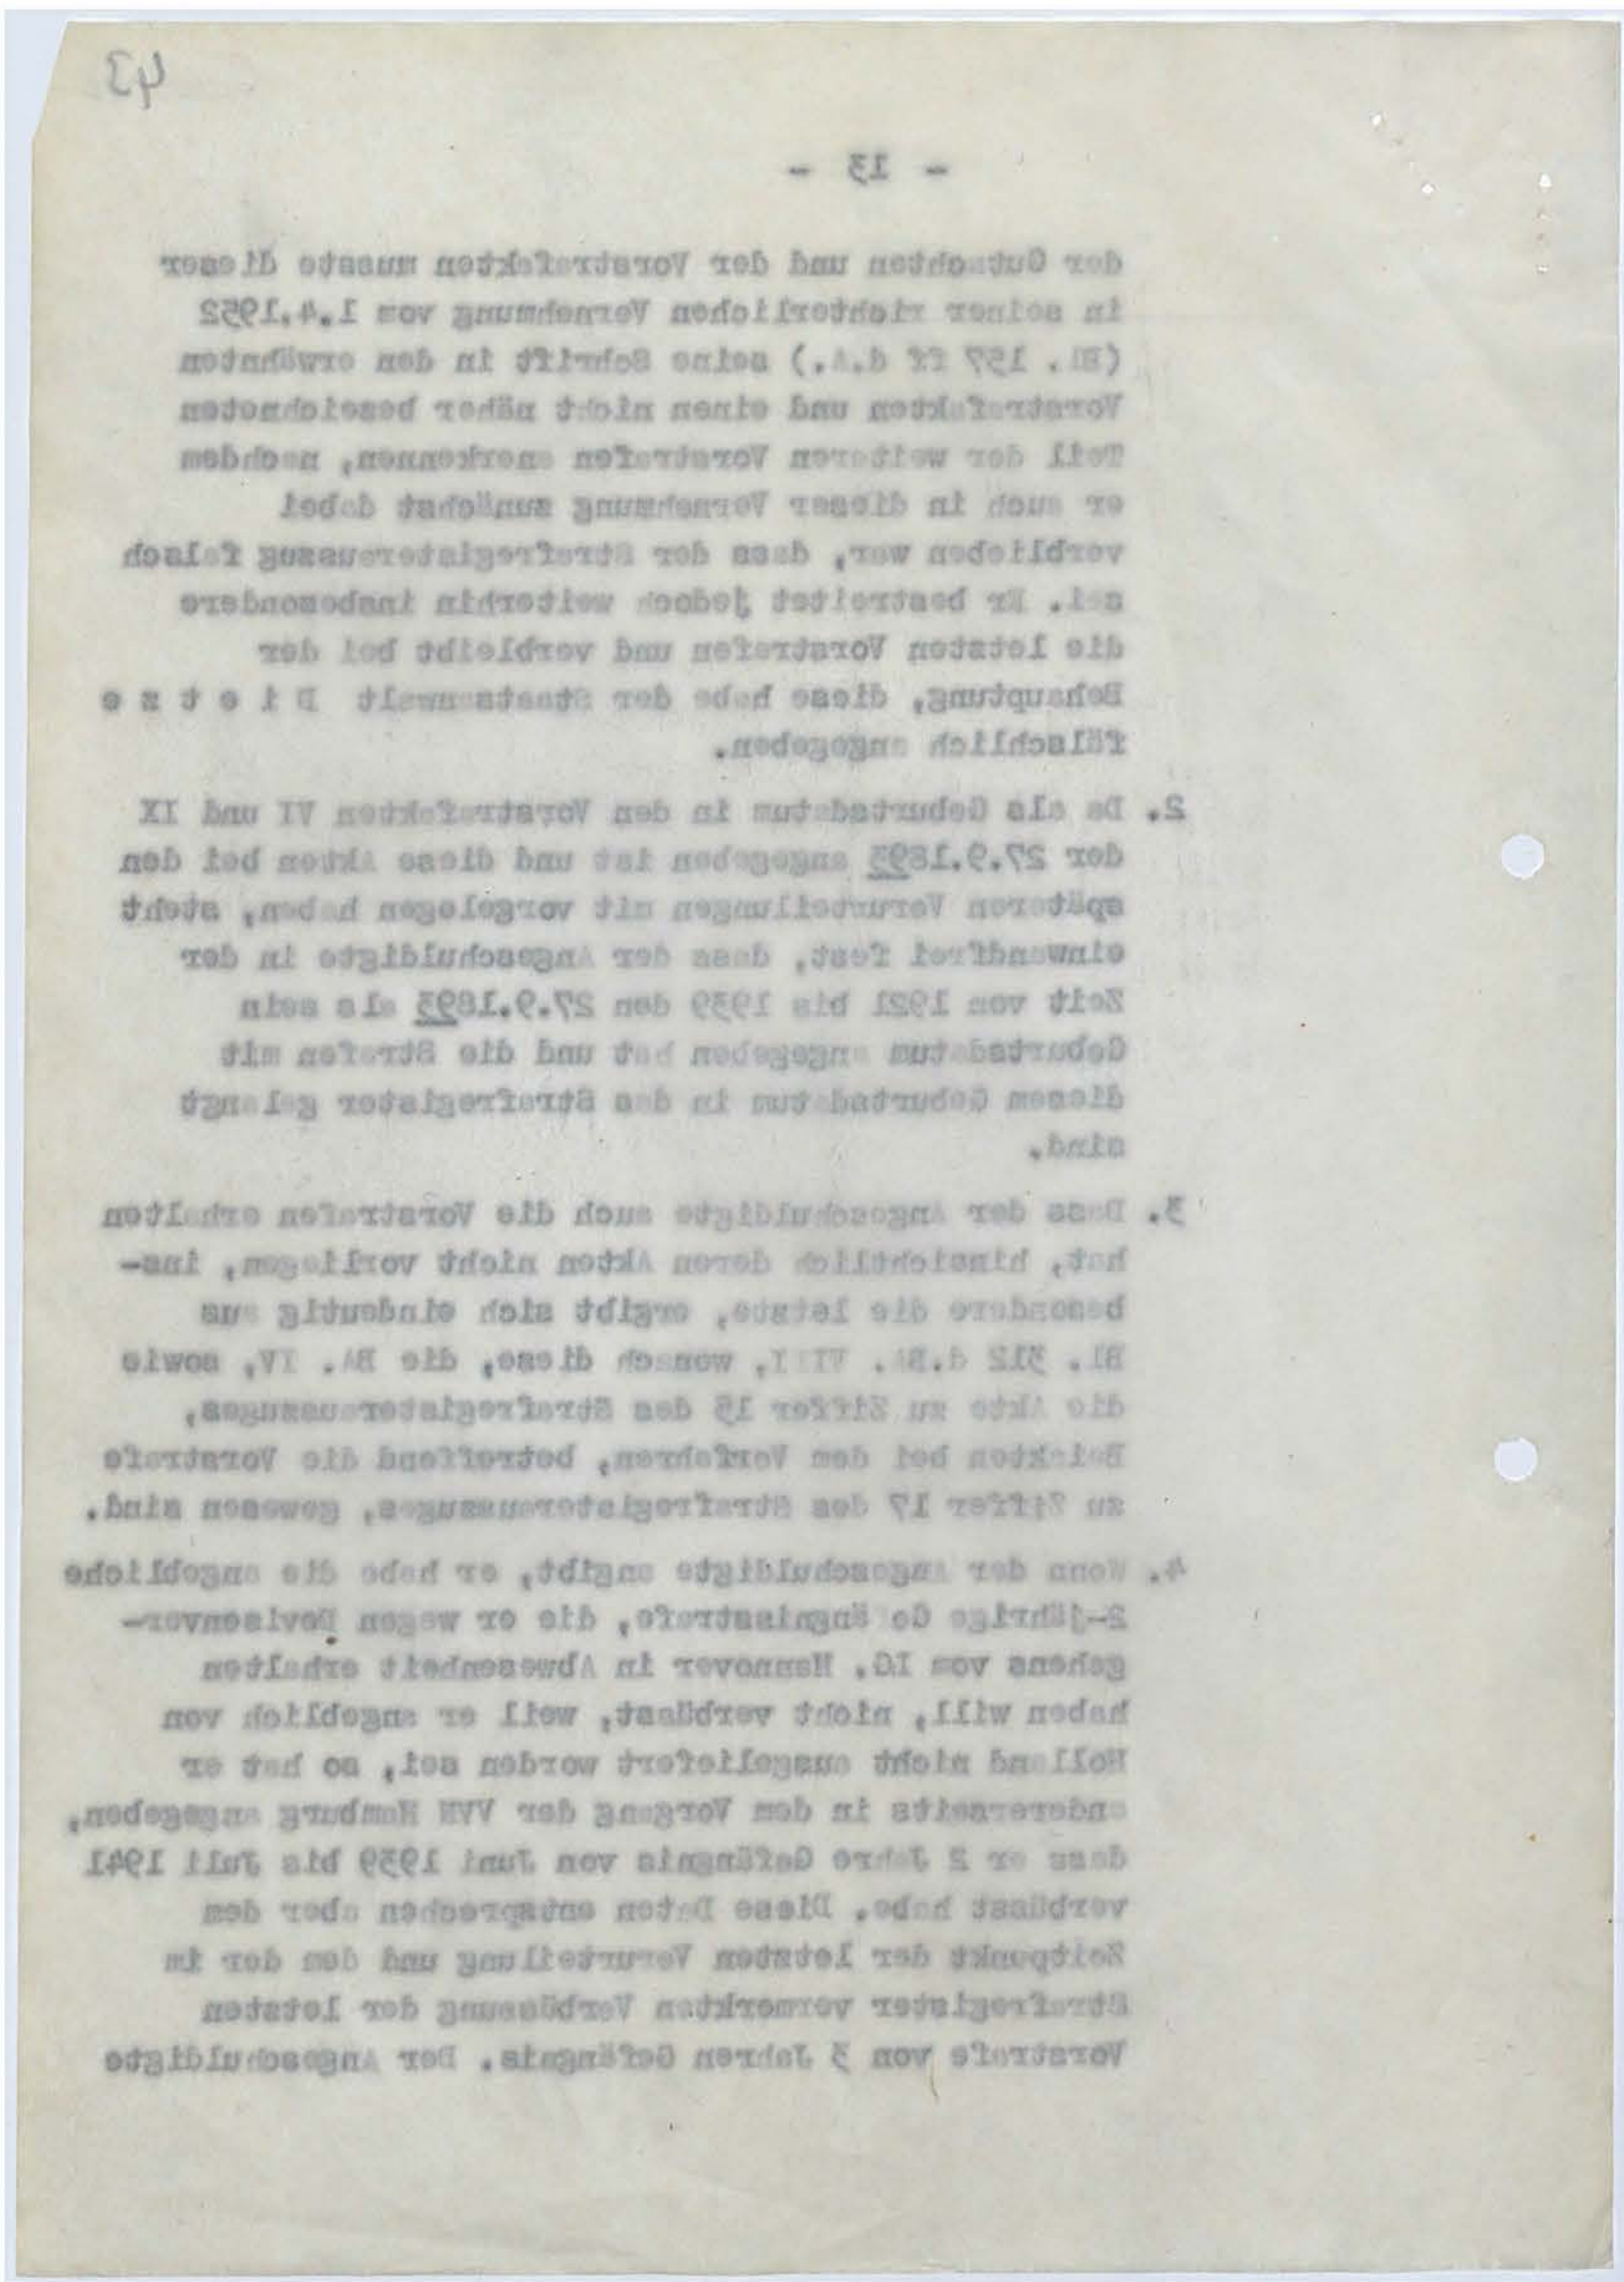 43
- 13 -
der Gutachten und der Vorstrafakten musste dieser
in seiner richterlichen Vernehmung vom 1.4.1952
(Bl. 157 ff d.A.) seine Schrift in den erwähnten
Vorstrafakten und einen nicht näher bezeichneten
Teil der weiteren Vorstrafen anerkennen, nachdem
er auch in dieser Vernehmung zunächst dabei
verblieben war, dass der Strafregisterauszug falsch
sei. Er bestreitet jedoch weiterhin insbesondere
die letzten Vorstrafen und verbleibt bei der
Behauptung, diese habe der Staatsanwalt D i e t z e
fälschlich angegeben.
2. Da als Geburtsdatum in den Vorstrafakten VI und IX
der 27.9.1893 angegeben ist und diese Akten bei den
späteren Verurteilungen mit vorgelegen haben, steht
einwandfrei fest, dass der Angeschuldigte in der
Zeit von 1921 bis 1939 den 27.9.1893 als sein
Geburtsdatum angegeben hat und die Strafen mit
diesem Geburtsdatum in das Strafregister gelangt
sind.
3. Dass der Angeschuldigte auch die Vorstrafen erhalten
hat, hinsichtlich deren Akten nicht vorliegen, ins-
besondere die letzte, ergibt sich eindeutig aus
Bl. 312 d.BA. VIII, wonach diese, die BA. IV, sowie
die Akte zu Ziffer 15 des Strafregisterauszuges,
Beiakten bei dem Verfahren, betreffend die Vorstrafe
zu Ziffer 17 des Strafregisterauszuges, gewesen sind.
4. Wenn der Angeschuldigte angibt, er habe die angebliche
2-jährige Gefängnisstrafe, die er wegen Devisenver-
gehens vom LG. Hannover in Abwesenheit erhalten
haben will, nicht verbüsst, weil er angeblich von
Holland nicht ausgeliefert worden sei, so hat er
andererseits in dem Vorgang der VVN Hamburg angegeben,
dass er 2 Jahre Gefängnis von Juni 1939 bis Juli 1941
verbüsst habe. Diese Daten entsprechen aber dem
Zeitpunkt der letzten Verurteilung und dem der im
Strafregister vermerkten Verbüssung der letzten
Vorstrafe von 3 Jahren Gefängnis. Der Angeschuldigte